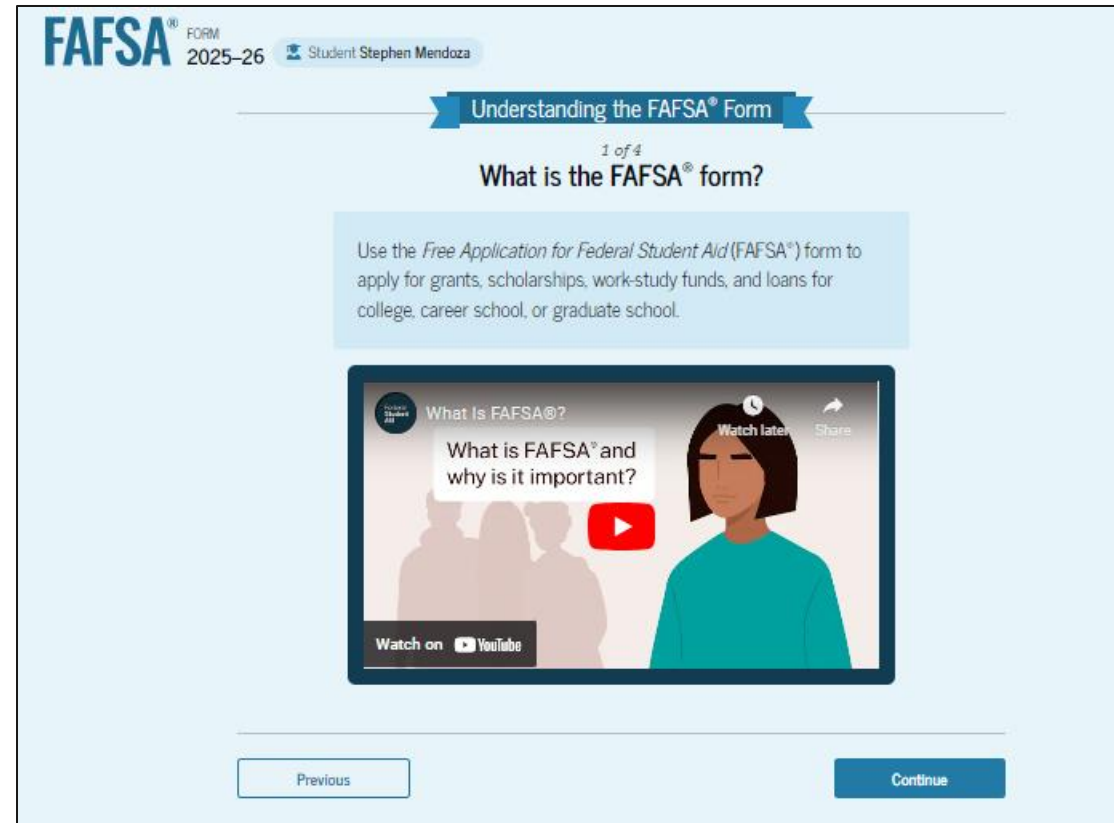 FAFSA® FORM
2025–26
Student Stephen Mendoza
Understanding the FAFSA® Form
1 of 4
What is the FAFSA® form?
Use the Free Application for Federal Student Aid (FAFSA®) form to
apply for grants, scholarships, work-study funds, and loans for
college, career school, or graduate school.
Federal
Student
Aid
What Is FAFSA®?
Watch later
Share
What is FAFSA® and
why is it important?
Watch on YouTube
Previous
Continue